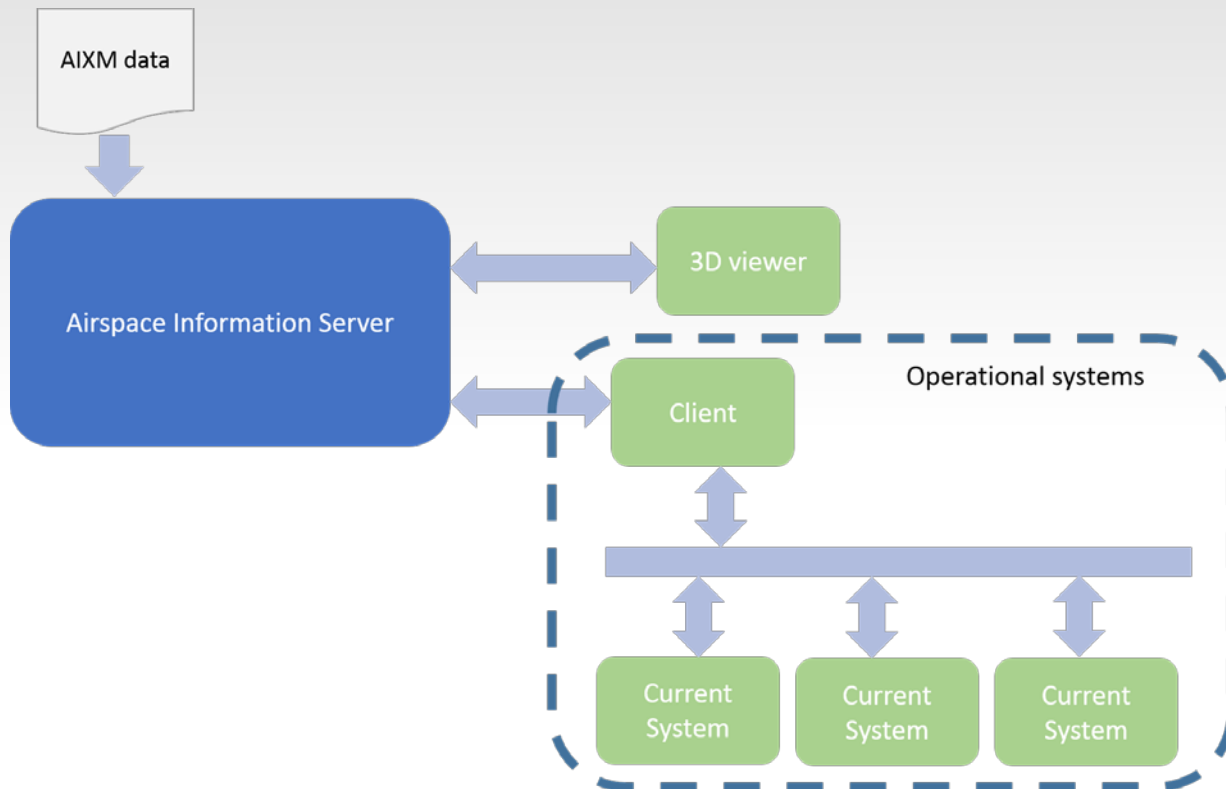 AIXM data
Airspace Information Server
3D viewer
Operational systems
Client
Current
System
Current
System
Current
System